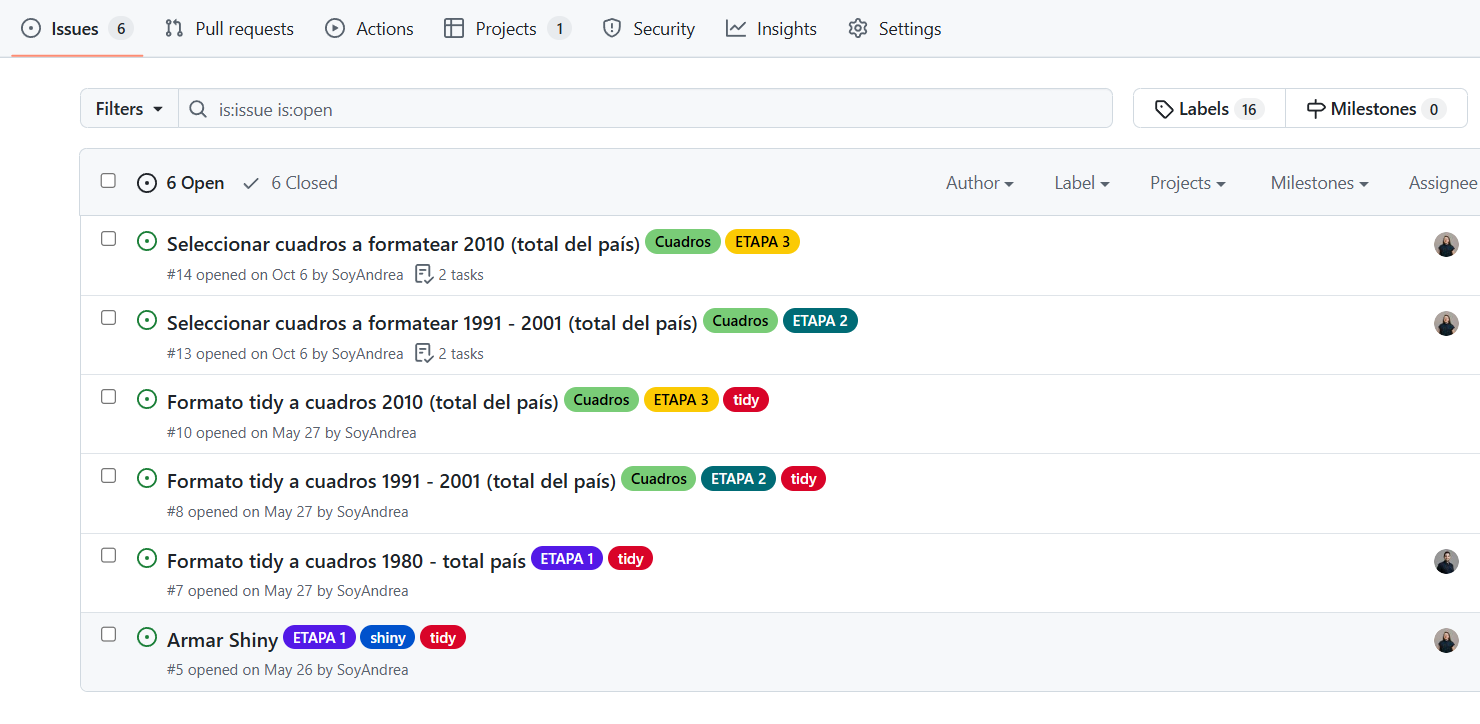 Issues 6 Pull requests Actions Projects 1 Security Insights Settings
Filters is:issue is:open Labels 16 Milestones 0
6 Open 6 Closed Author Label Projects Milestones Assignee
Seleccionar cuadros a formatear 2010 (total del país) Cuadros ETAPA 3
#14 opened on Oct 6 by SoyAndrea 2 tasks
Seleccionar cuadros a formatear 1991 - 2001 (total del país) Cuadros ETAPA 2
#13 opened on Oct 6 by SoyAndrea 2 tasks
Formato tidy a cuadros 2010 (total del país) Cuadros ETAPA 3 tidy
#10 opened on May 27 by SoyAndrea
Formato tidy a cuadros 1991 - 2001 (total del país) Cuadros ETAPA 2 tidy
#8 opened on May 27 by SoyAndrea
Formato tidy a cuadros 1980 - total país ETAPA 1 tidy
#7 opened on May 27 by SoyAndrea
Armar Shiny ETAPA 1 shiny tidy
#5 opened on May 26 by SoyAndrea